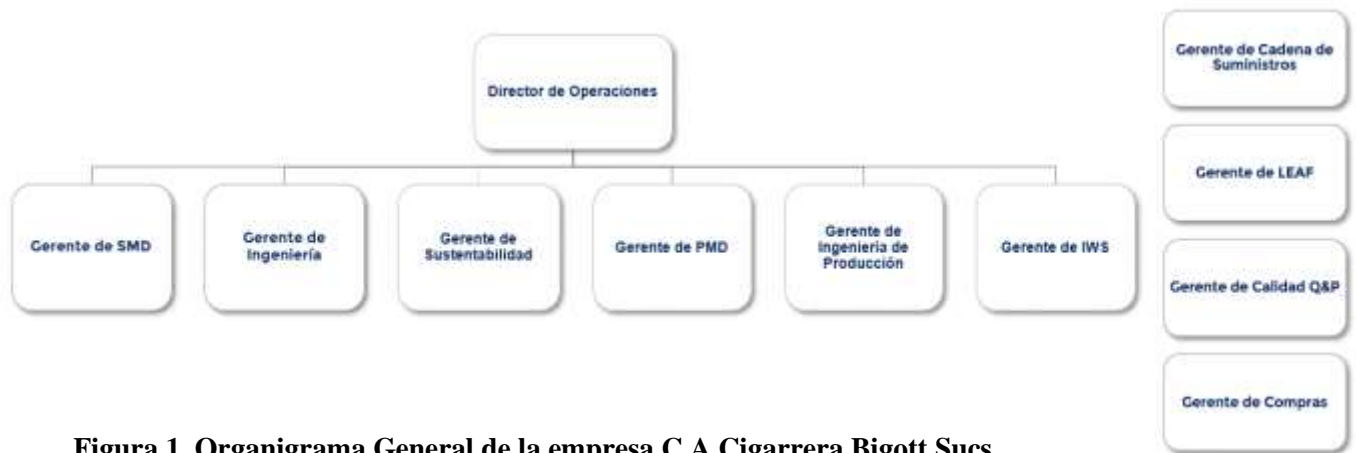 Director de Operaciones
Gerente de SMD
Gerente de
Ingeniería
Gerente de
Sustentabilidad
Gerente de PMD
Gerente de
Ingeniería de
Producción
Gerente de IWS
Gerente de Cadena de
Suministros
Gerente de LEAF
Gerente de Calidad Q&P
Gerente de Compras
Figura 1. Organigrama General de la empresa C.A Cigarrera Bigott Sucs